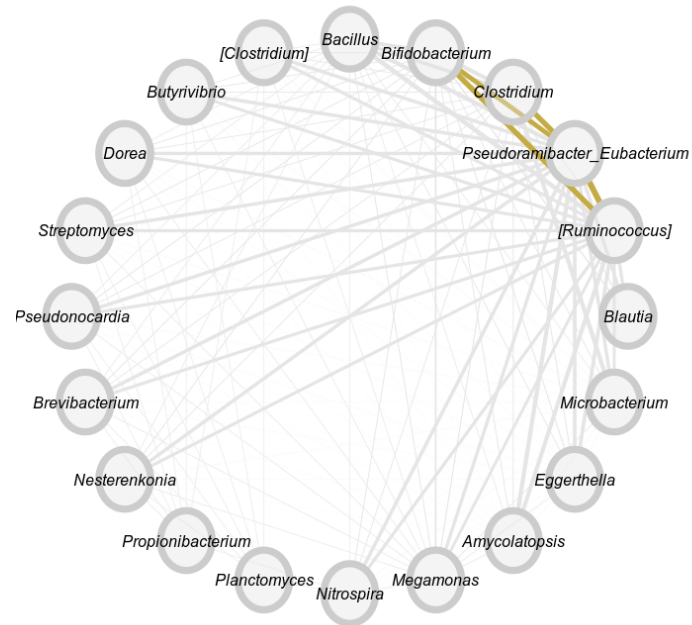 Bacillus
[Clostridium]
Bifidobacterium
Butyrivibrio
Clostridium
Dorea
Pseudoramibacter_Eubacterium
Streptomyces
[Ruminococcus]
Pseudonocardia
Blautia
Brevibacterium
Microbacterium
Nesterenkonia
Eggerthella
Propionibacterium
Amycolatopsis
Planctomyces
Nitrospira
Megamonas